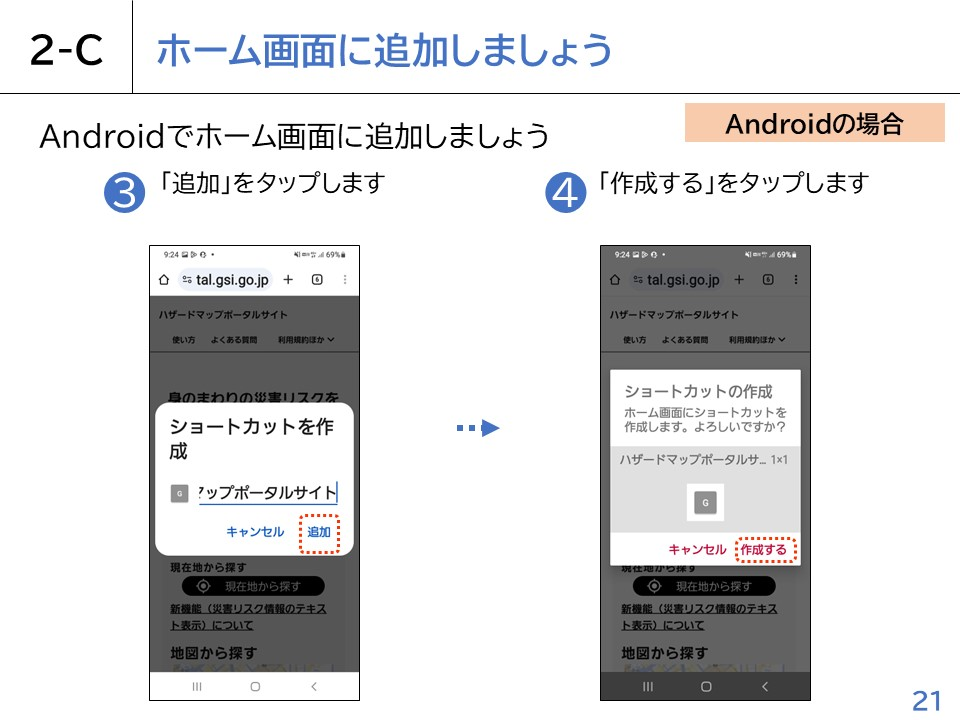 2-C
ホーム画面に追加しましょう
Androidでホーム画面に追加しましょう
Androidの場合
3 「追加」をタップします
9:24
69%
tal.gsi.go.jp
6
ハザードマップポータルサイト
使い方 よくある質問 利用規約ほか
身のまわりの災害リスクを
ショートカットを作
成
G
マップポータルサイト
キャンセル 追加
現在地から探す
現在地から探す
新機能(災害リスク情報のテキス
ト表示)について
地図から探す
4 「作成する」をタップします
9:24
69%
tal.gsi.go.jp
6
ハザードマップポータルサイト
使い方 よくある質問 利用規約ほか
ショートカットの作成
ホーム画面にショートカットを
作成します。よろしいですか?
ハザードマップポータルサ... 1×1
G
キャンセル 作成する
現在地から探す
現在地から探す
新機能(災害リスク情報のテキス
ト表示)について
地図から探す
21